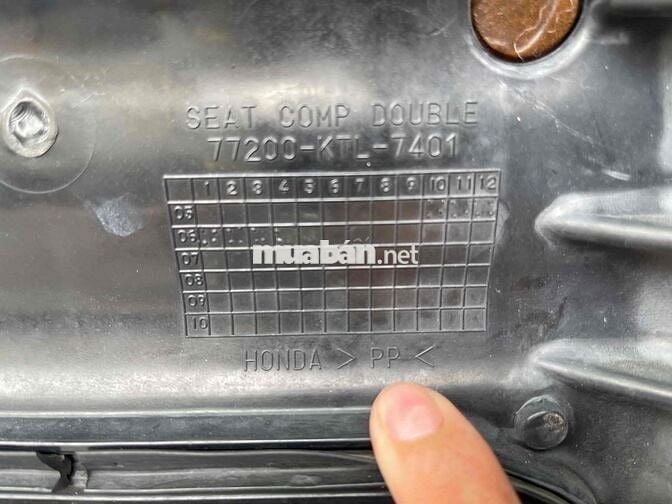 SEAT COMP DOUBLE
77200-KTL-7401
1 2 3 4 5 6 7 8 9 10 11 12
05
06
muaban.net
07
08
09
10
HONDA > PP <